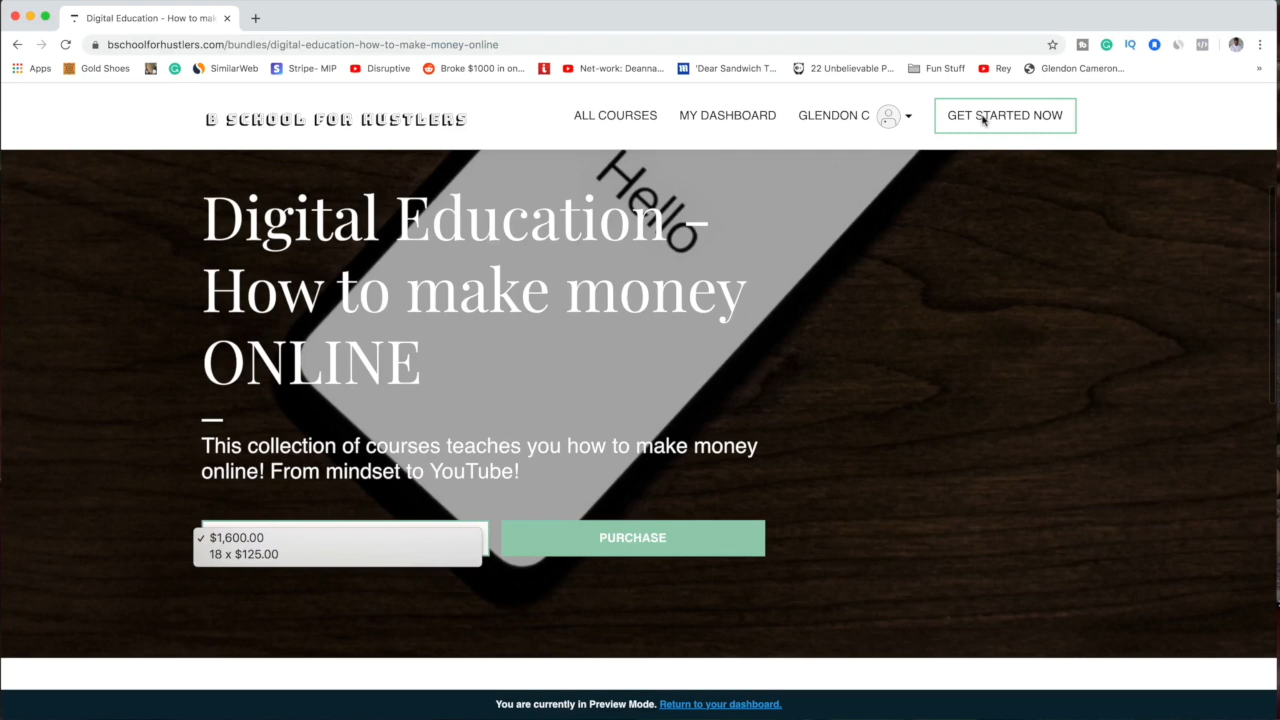 Digital Education - How to mak
bschoolforhustlers.com/bundles/digital-education-how-to-make-money-online
Apps Gold Shoes SimilarWeb Stripe- MIP Disruptive Broke $1000 in on... Net-work: Deanna... 'Dear Sandwich T... 22 Unbelievable P... Fun Stuff Rey Glendon Cameron... »
B SCHOOL FOR HUSTLERS ALL COURSES MY DASHBOARD GLENDON C GET STARTED NOW
Hello
Digital Education -
How to make money
ONLINE
This collection of courses teaches you how to make money
online! From mindset to YouTube!
✓ $1,600.00 PURCHASE
18 x $125.00
You are currently in Preview Mode. Return to your dashboard.